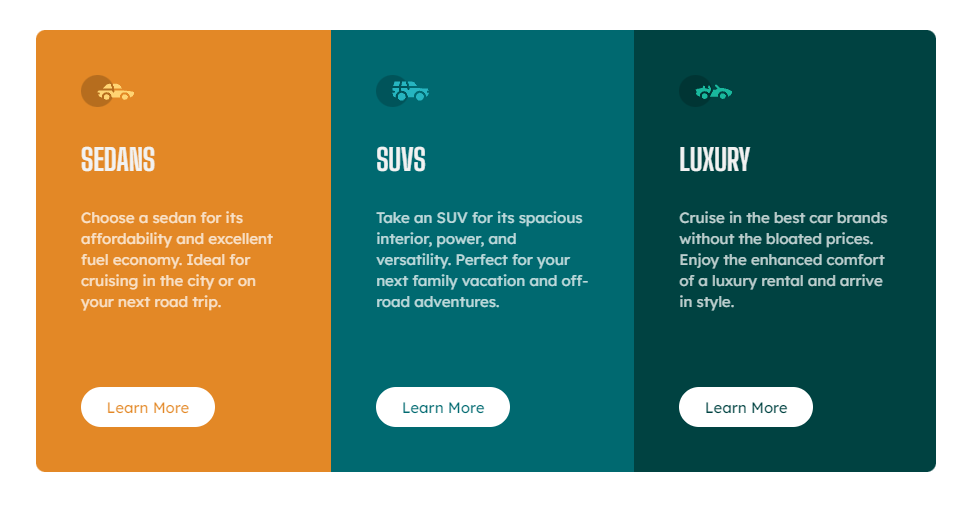 SEDANS
Choose a sedan for its
affordability and excellent
fuel economy. Ideal for
cruising in the city or on
your next road trip.
Learn More
SUVS
Take an SUV for its spacious
interior, power, and
versatility. Perfect for your
next family vacation and off-
road adventures.
Learn More
LUXURY
Cruise in the best car brands
without the bloated prices.
Enjoy the enhanced comfort
of a luxury rental and arrive
in style.
Learn More